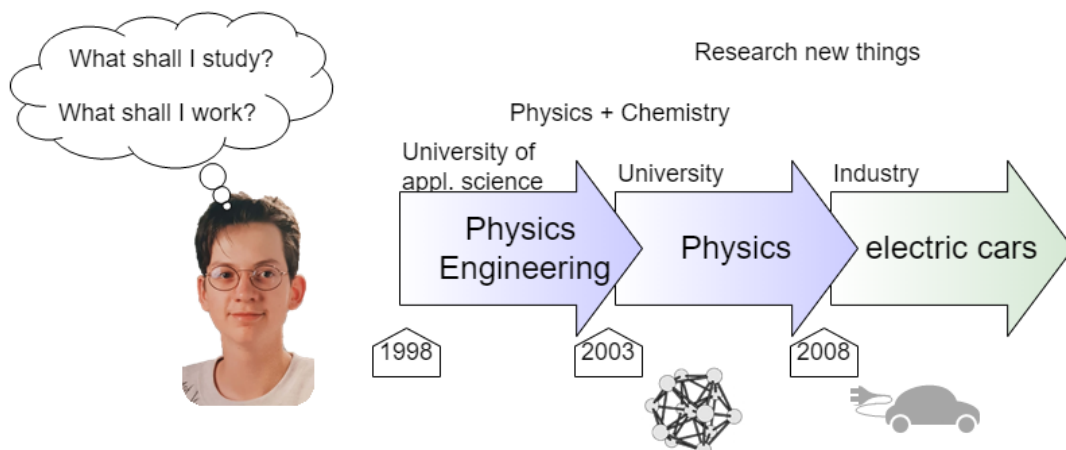 What shall I study?
What shall I work?
Research new things
Physics + Chemistry
University of
appl. science
University
Industry
Physics
Engineering
Physics
electric cars
1998
2003
2008